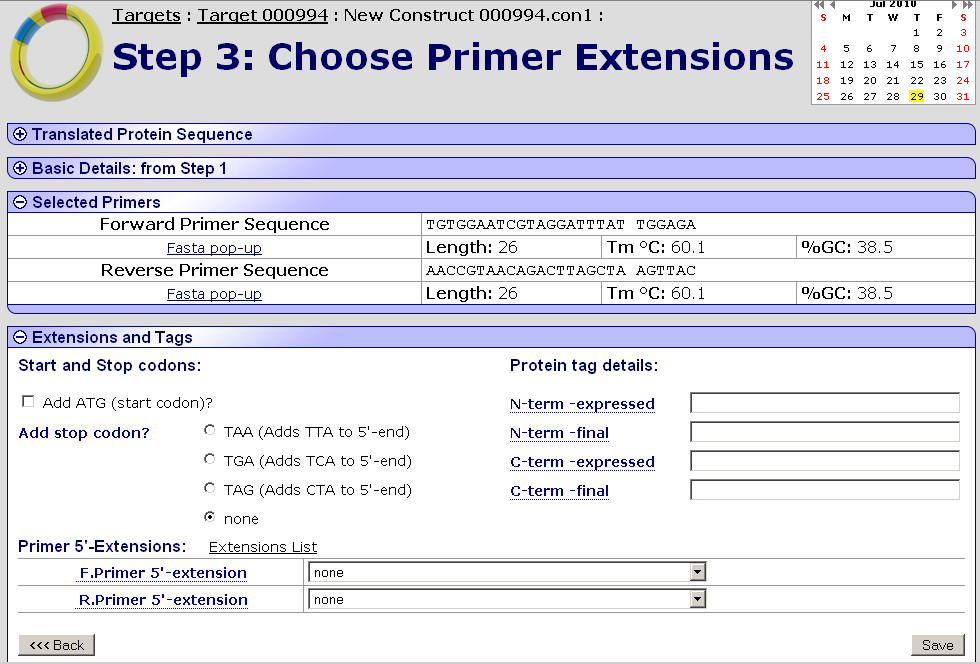 Targets : Target 000994 : New Construct 000994.con1 :
Step 3: Choose Primer Extensions
Jul 2010
S M T W T F S
1 2 3
4 5 6 7 8 9 10
11 12 13 14 15 16 17
18 19 20 21 22 23 24
25 26 27 28 29 30 31
Translated Protein Sequence
Basic Details: from Step 1
Selected Primers
Forward Primer Sequence TGTGGAATCGTAGGATTTAT TGGAGA
Fasta pop-up Length: 26 Tm °C: 60.1 %GC: 38.5
Reverse Primer Sequence AACCGTAACAGACTTAGCTA AGTTAC
Fasta pop-up Length: 26 Tm °C: 60.1 %GC: 38.5
Extensions and Tags
Start and Stop codons:
Add ATG (start codon)?
Add stop codon? TAA (Adds TTA to 5'-end)
TGA (Adds TCA to 5'-end)
TAG (Adds CTA to 5'-end)
none
Protein tag details:
N-term -expressed
N-term -final
C-term -expressed
C-term -final
Primer 5'-Extensions: Extensions List
F.Primer 5'-extension none
R.Primer 5'-extension none
<<< Back Save